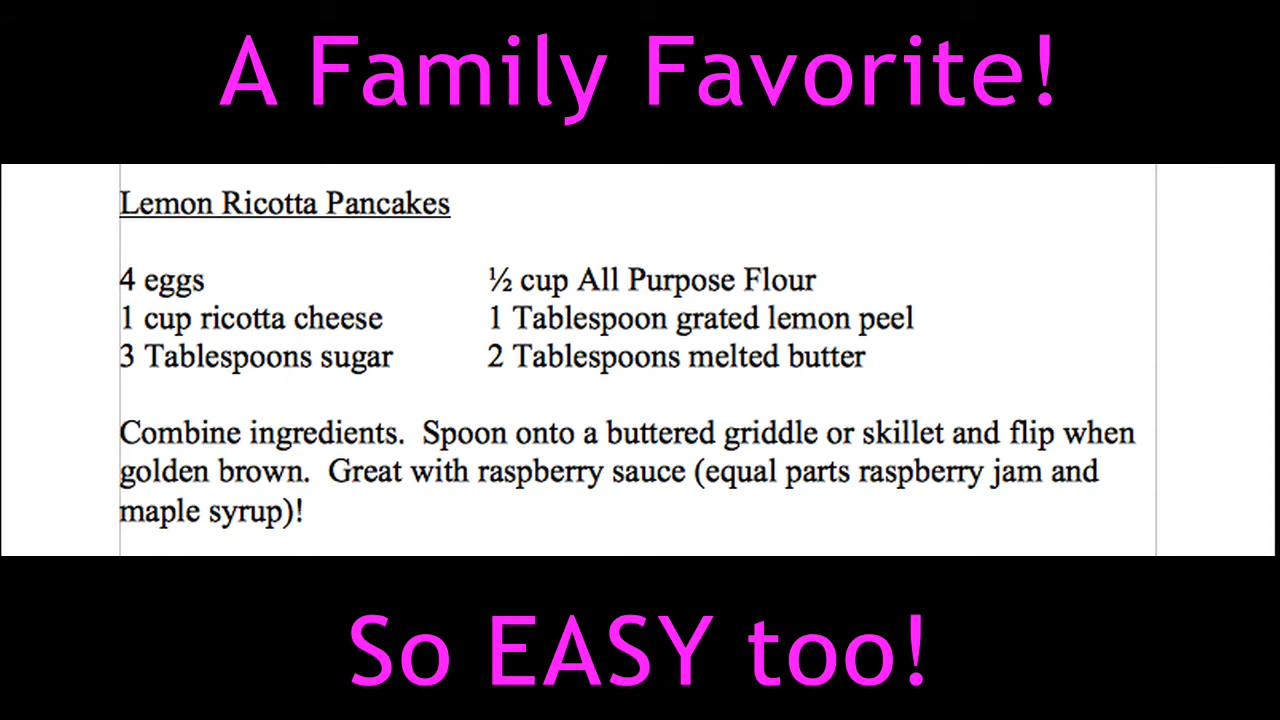 A Family Favorite!
Lemon Ricotta Pancakes
4 eggs ½ cup All Purpose Flour
1 cup ricotta cheese 1 Tablespoon grated lemon peel
3 Tablespoons sugar 2 Tablespoons melted butter
Combine ingredients.  Spoon onto a buttered griddle or skillet and flip when
golden brown.  Great with raspberry sauce (equal parts raspberry jam and
maple syrup)!
So EASY too!